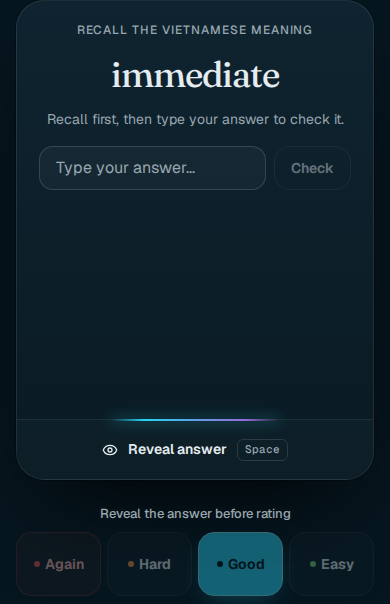 RECALL THE VIETNAMESE MEANING
immediate
Recall first, then type your answer to check it.
Type your answer... Check
Reveal answer Space
Reveal the answer before rating
Again Hard Good Easy